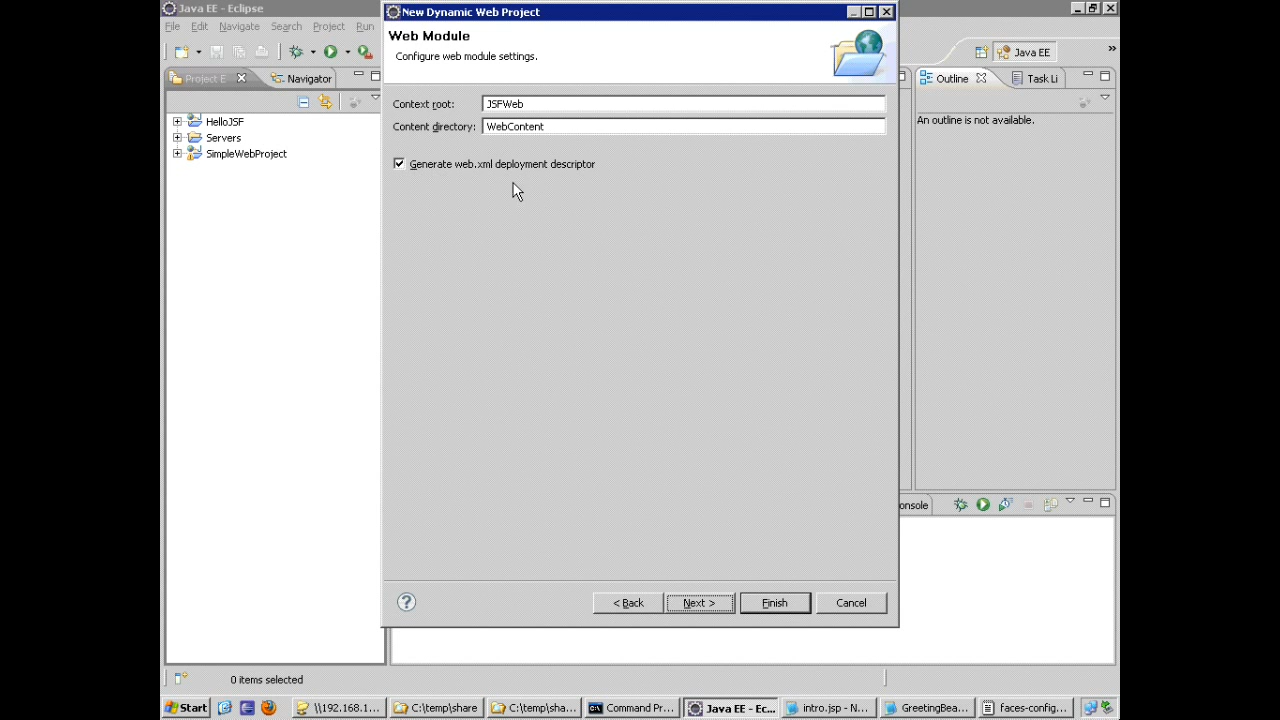 Java EE - Eclipse
New Dynamic Web Project
File Edit Navigate Search Project Run
Web Module
Configure web module settings.
Java EE
»
Project E
Navigator
Outline
Task Li
Context root: JSFWeb
An outline is not available.
HelloJSF
Content directory: WebContent
Servers
SimpleWebProject
Generate web.xml deployment descriptor
onsole
?
< Back
Next >
Finish
Cancel
0 items selected
Start
\\192.168.1...
C:\temp\share
C:\temp\sha...
Command Pr...
Java EE - Ec...
intro.jsp - N...
GreetingBea...
faces-config...